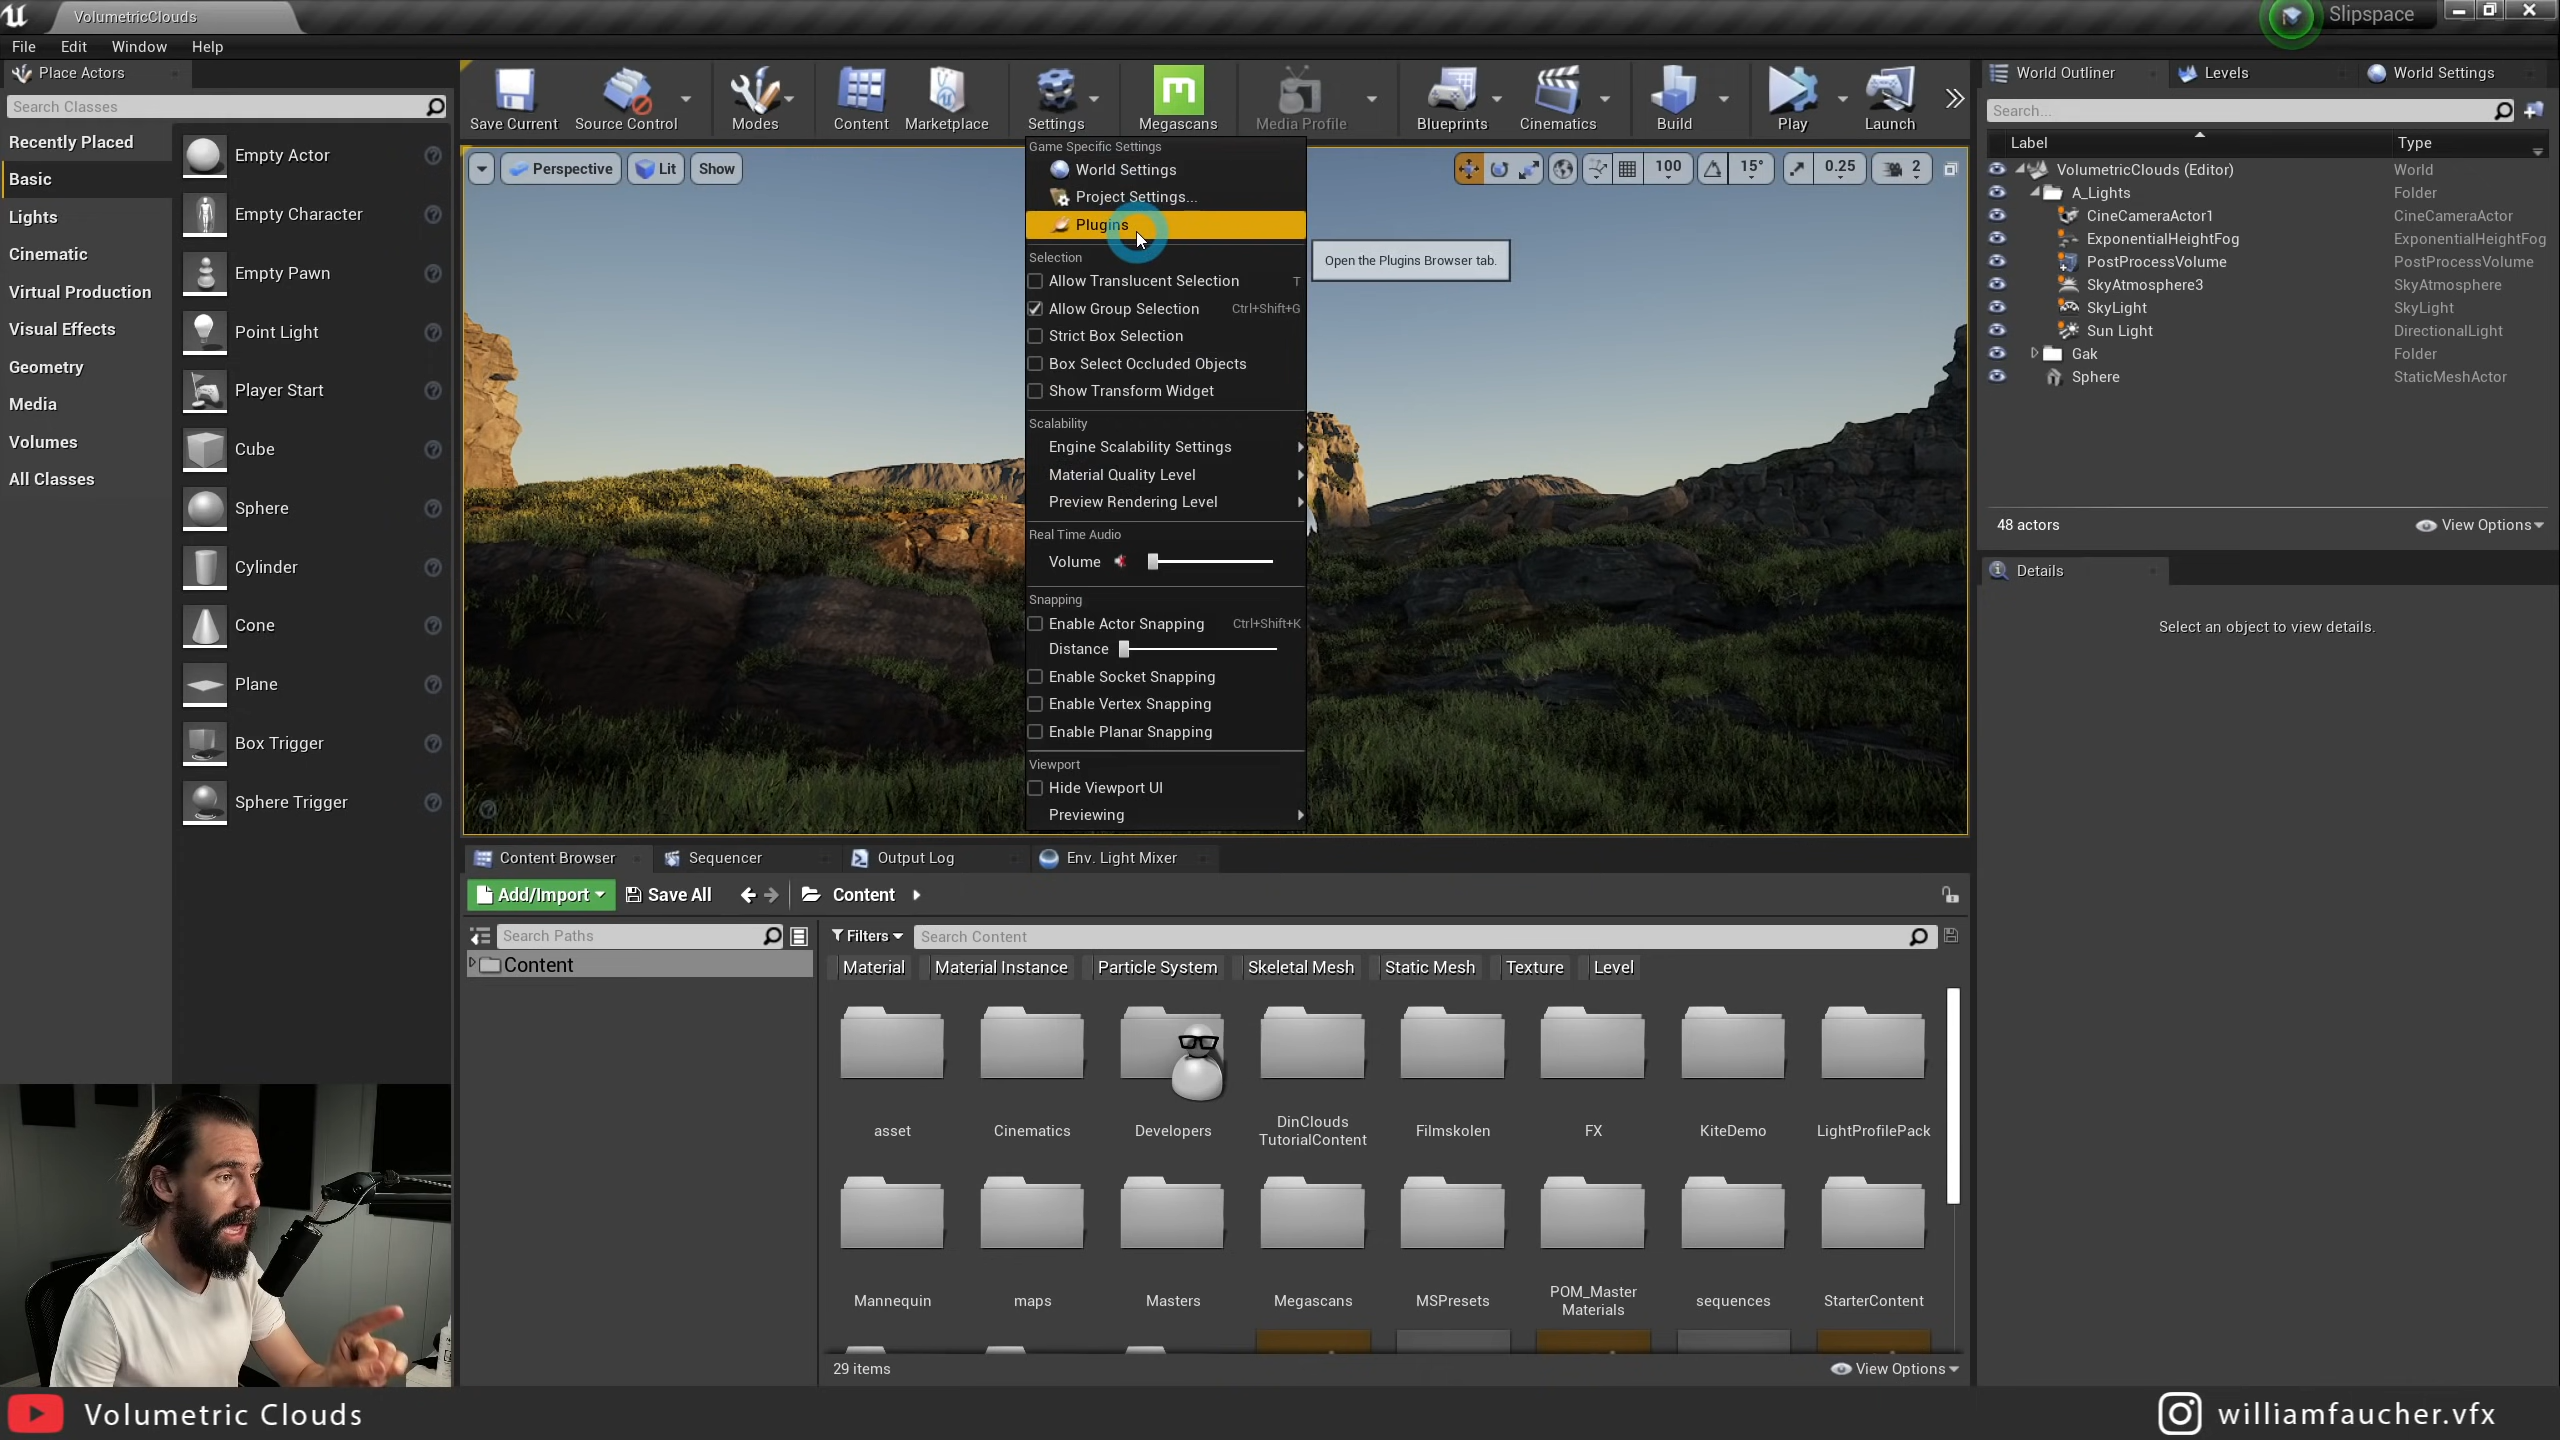 VolumetricClouds
Slipspace
File Edit Window Help
Place Actors
Search Classes
Recently Placed
Basic
Lights
Cinematic
Virtual Production
Visual Effects
Geometry
Media
Volumes
All Classes
Empty Actor
Empty Character
Empty Pawn
Point Light
Player Start
Cube
Sphere
Cylinder
Cone
Plane
Box Trigger
Sphere Trigger
Save Current Source Control Modes Content Marketplace Settings Megascans Media Profile Blueprints Cinematics Build Play Launch
Perspective Lit Show
100 15° 0.25 2
Game Specific Settings
World Settings
Project Settings...
Plugins
Open the Plugins Browser tab.
Selection
Allow Translucent Selection T
Allow Group Selection Ctrl+Shift+G
Strict Box Selection
Box Select Occluded Objects
Show Transform Widget
Scalability
Engine Scalability Settings
Material Quality Level
Preview Rendering Level
Real Time Audio
Volume
Snapping
Enable Actor Snapping Ctrl+Shift+K
Distance
Enable Socket Snapping
Enable Vertex Snapping
Enable Planar Snapping
Viewport
Hide Viewport UI
Previewing
World Outliner Levels World Settings
Search...
Label Type
VolumetricClouds (Editor) World
A_Lights Folder
CineCameraActor1 CineCameraActor
ExponentialHeightFog ExponentialHeightFog
PostProcessVolume PostProcessVolume
SkyAtmosphere3 SkyAtmosphere
SkyLight SkyLight
Sun Light DirectionalLight
Gak Folder
Sphere StaticMeshActor
48 actors View Options
Details
Select an object to view details.
Content Browser Sequencer Output Log Env. Light Mixer
Add/Import Save All Content
Search Paths
Content
Filters Search Content
Material Material Instance Particle System Skeletal Mesh Static Mesh Texture Level
asset Cinematics Developers DinClouds
TutorialContent Filmskolen FX KiteDemo LightProfilePack
Mannequin maps Masters Megascans MSPresets POM_Master
Materials sequences StarterContent
29 items View Options
Volumetric Clouds
williamfaucher.vfx